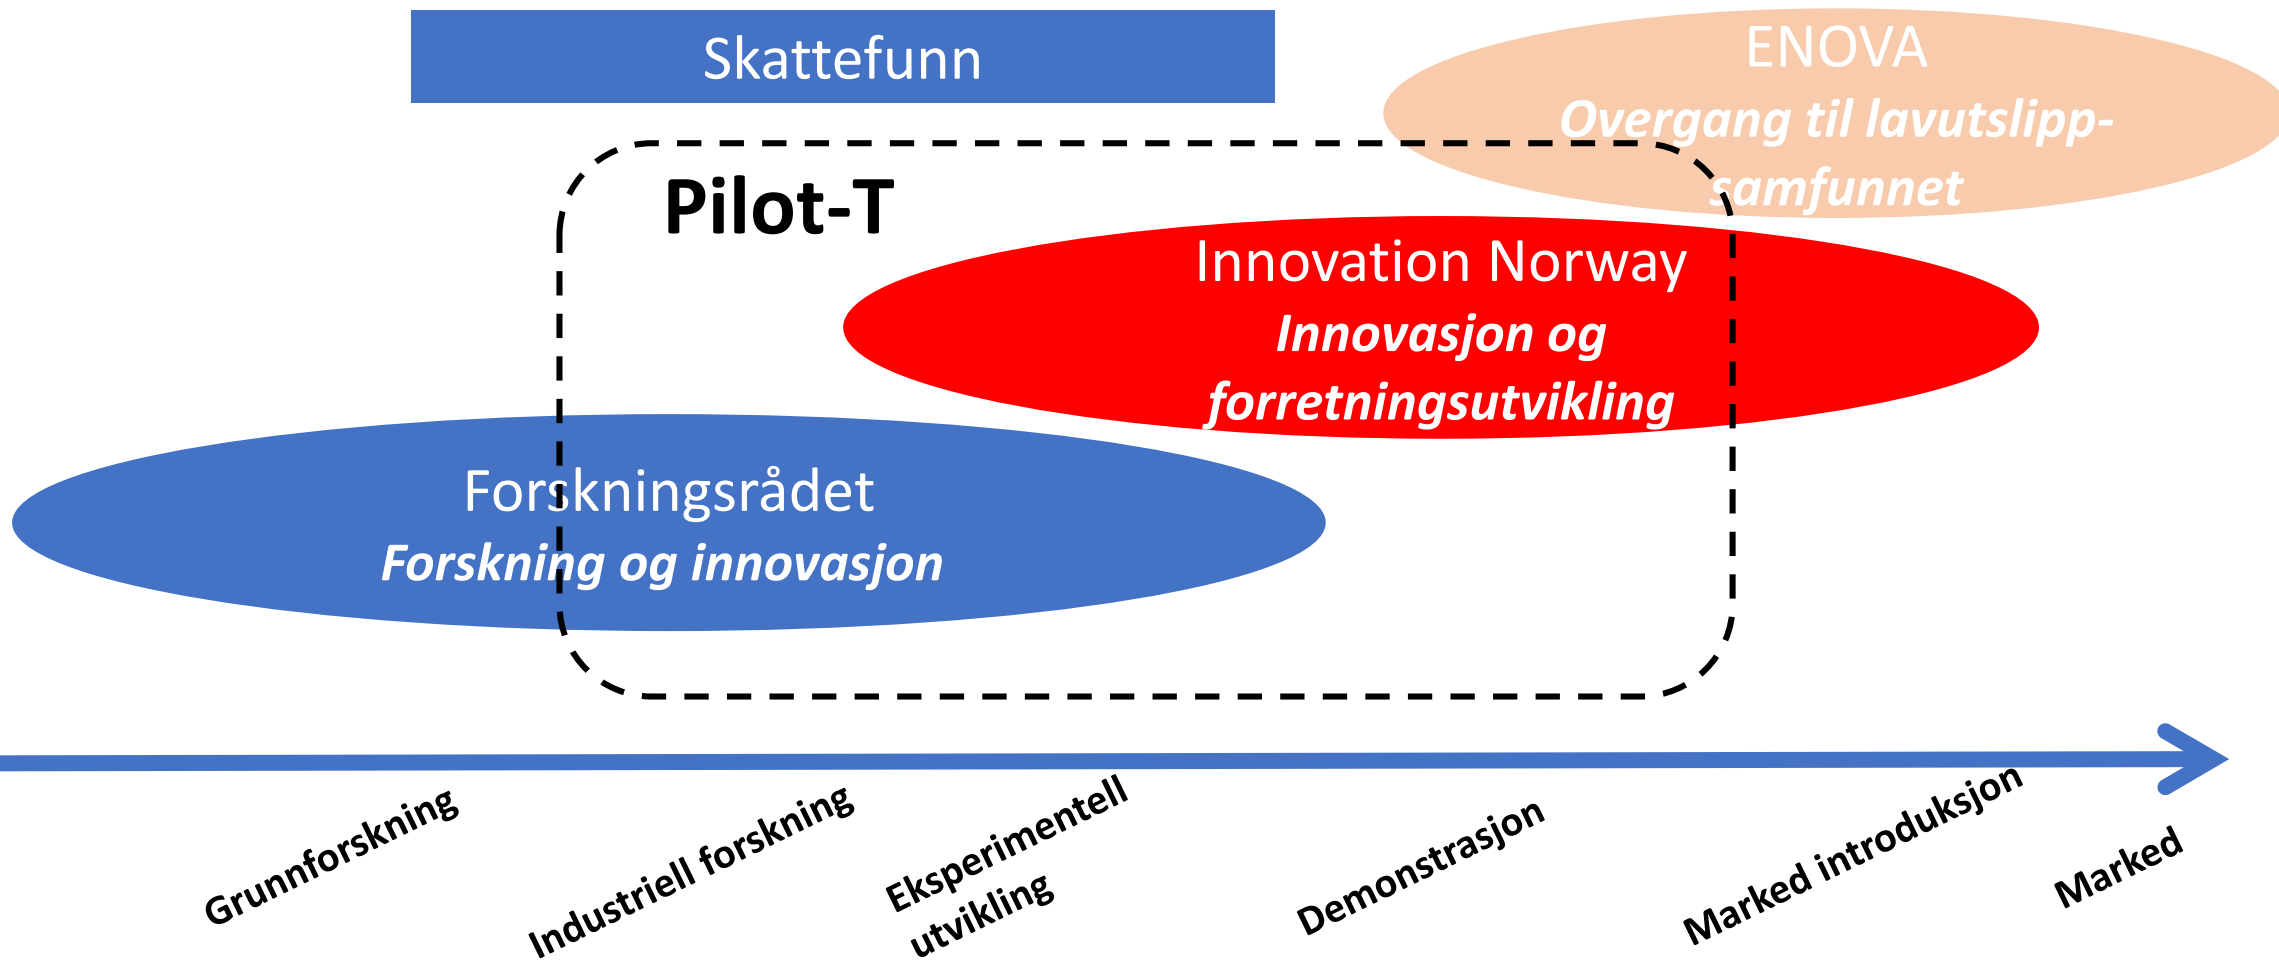 Skattefunn
ENOVA
Overgang til lavutslipp-
samfunnet
Pilot-T
Innovation Norway
Innovasjon og
forretningsutvikling
Forskningsrådet
Forskning og innovasjon
Grunnforskning
Industriell forskning
Eksperimentell
utvikling
Demonstrasjon
Marked introduksjon
Marked